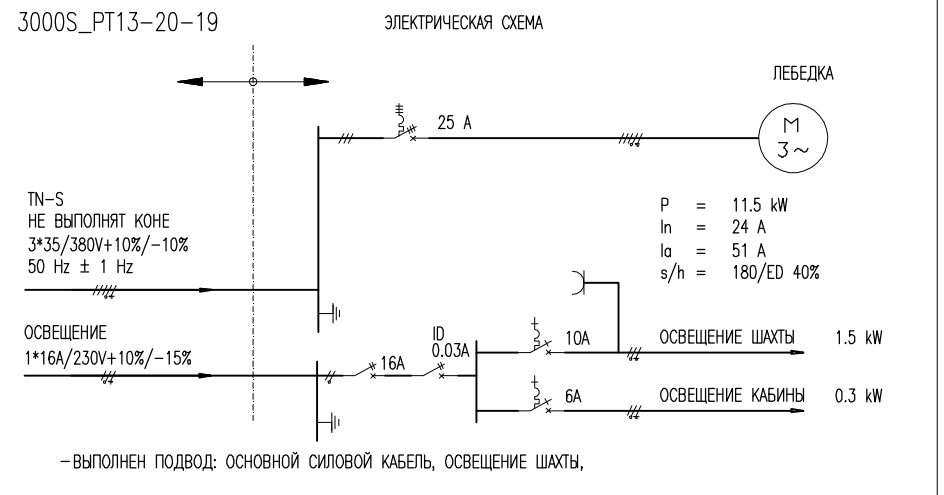 3000S_PT13-20-19
ЭЛЕКТРИЧЕСКАЯ СХЕМА
ЛЕБЕДКА
25 A
M
3~
TN-S
НЕ ВЫПОЛНЯТ КОНЕ
3*35/380V+10%/-10%
50 Hz ± 1 Hz
P = 11.5 kW
In = 24 A
Ia = 51 A
s/h = 180/ED 40%
ОСВЕЩЕНИЕ
1*16A/230V+10%/-15%
16A
ID
0.03A
10A
ОСВЕЩЕНИЕ ШАХТЫ 1.5 kW
6A
ОСВЕЩЕНИЕ КАБИНЫ 0.3 kW
-ВЫПОЛНЕН ПОДВОД: ОСНОВНОЙ СИЛОВОЙ КАБЕЛЬ, ОСВЕЩЕНИЕ ШАХТЫ,